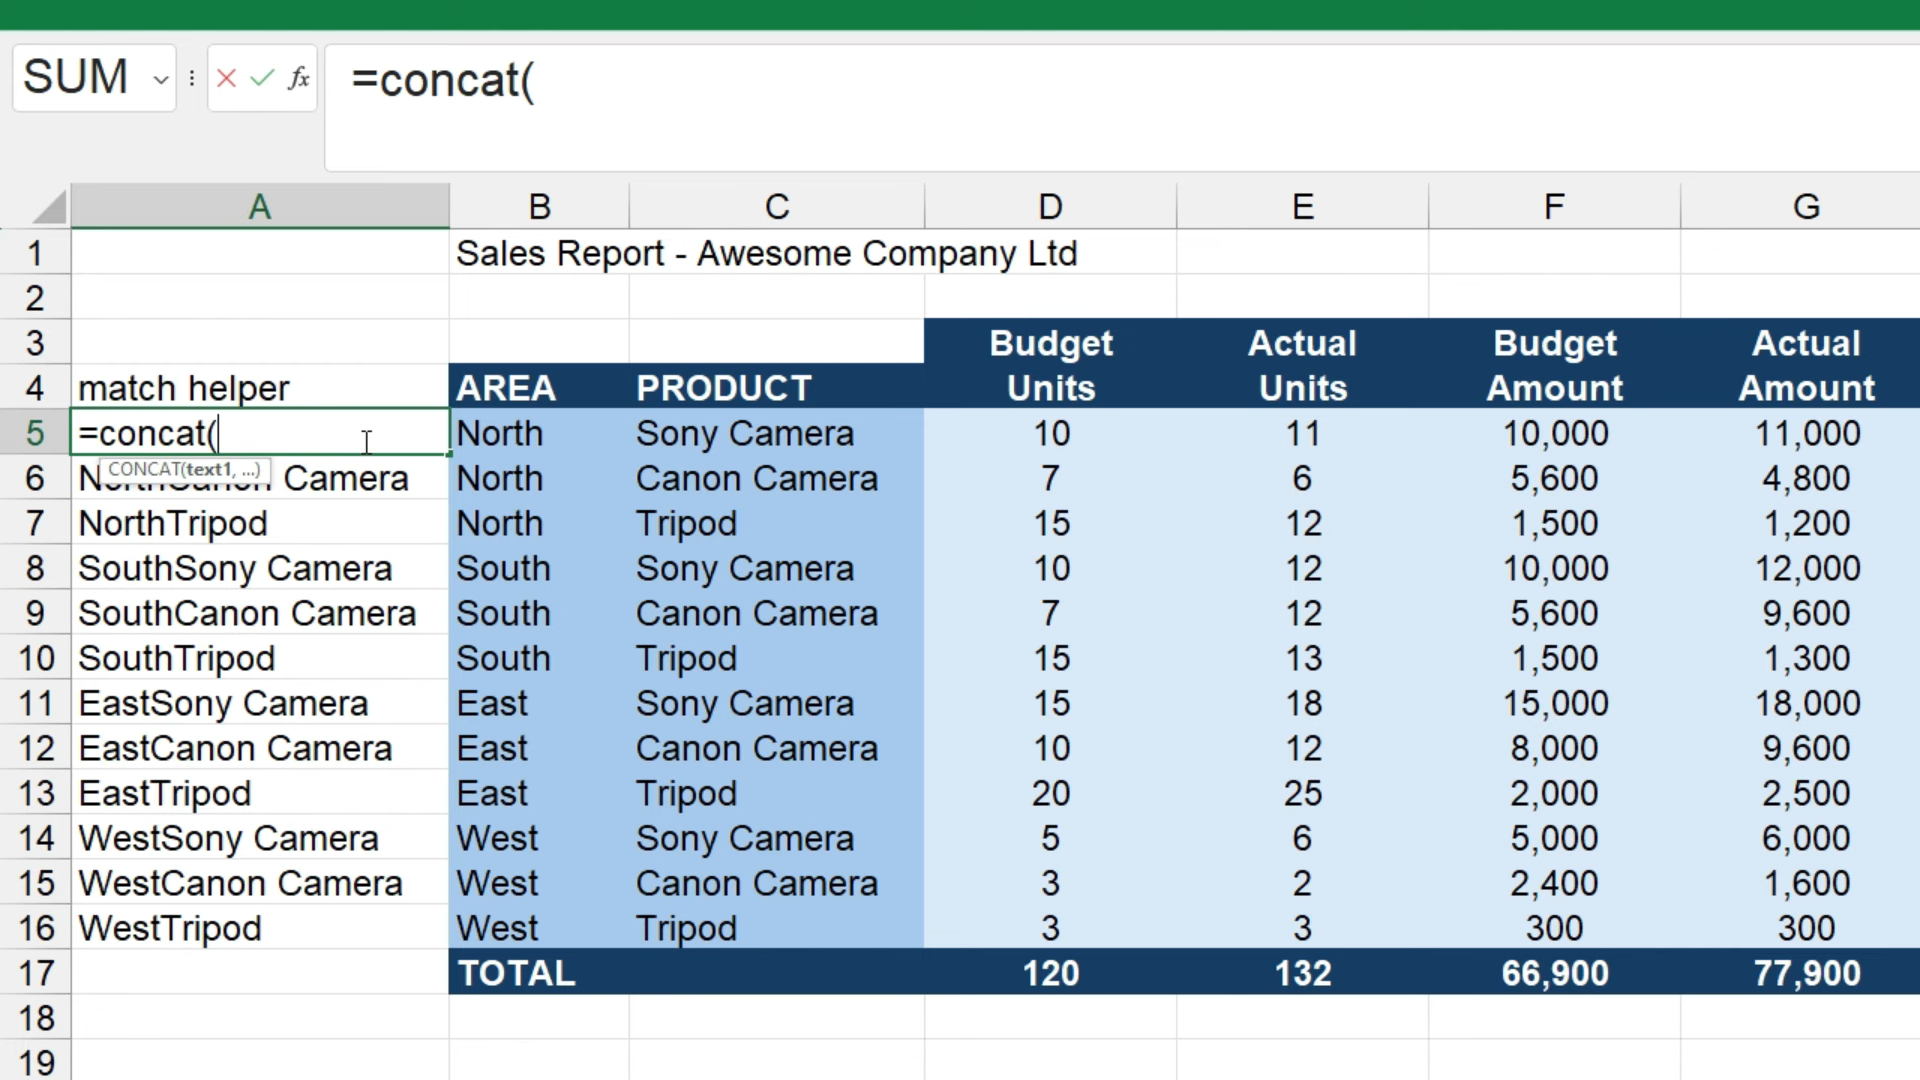 SUM fx =concat(
A B C D E F G
1 Sales Report - Awesome Company Ltd
2
3 Budget Actual Budget Actual
4 match helper AREA PRODUCT Units Units Amount Amount
5 =concat( North Sony Camera 10 11 10,000 11,000
CONCAT(text1, ...)
6 Camera North Canon Camera 7 6 5,600 4,800
7 NorthTripod North Tripod 15 12 1,500 1,200
8 SouthSony Camera South Sony Camera 10 12 10,000 12,000
9 SouthCanon Camera South Canon Camera 7 12 5,600 9,600
10 SouthTripod South Tripod 15 13 1,500 1,300
11 EastSony Camera East Sony Camera 15 18 15,000 18,000
12 EastCanon Camera East Canon Camera 10 12 8,000 9,600
13 EastTripod East Tripod 20 25 2,000 2,500
14 WestSony Camera West Sony Camera 5 6 5,000 6,000
15 WestCanon Camera West Canon Camera 3 2 2,400 1,600
16 WestTripod West Tripod 3 3 300 300
17 TOTAL 120 132 66,900 77,900
18
19